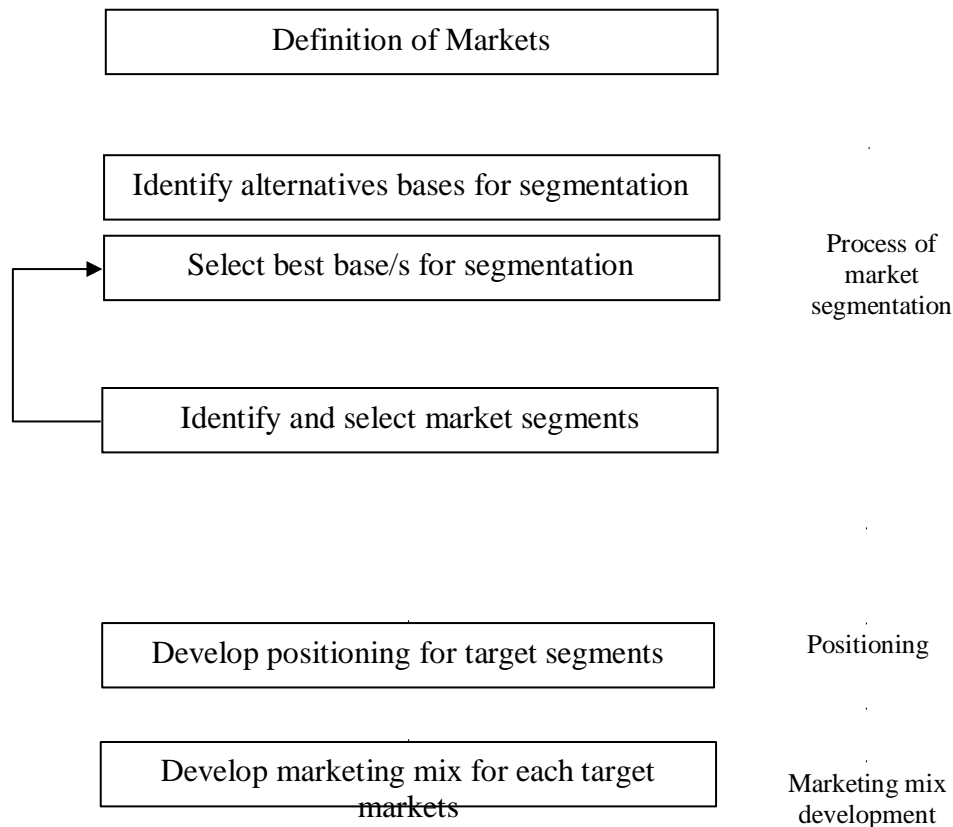 Definition of Markets
Identify alternatives bases for segmentation
Select best base/s for segmentation
Process of
market
segmentation
Identify and select market segments
Develop positioning for target segments
Positioning
Develop marketing mix for each target
markets
Marketing mix
development